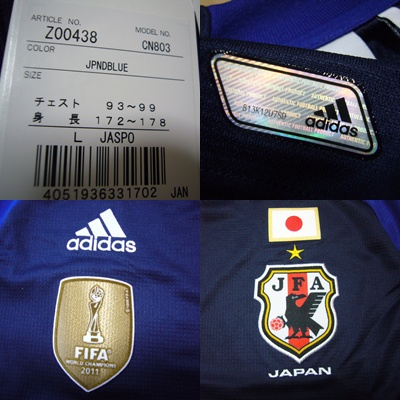 ARTICLE NO.
MODEL NO.
Z00438
CN803
COLOR
JPNDBLUE
SIZE
チェスト 93~99
身 長 172~178
L JASPO
4051936331702 JAN
813K12U7SD
adidas
adidas
FIFA
WORLD CHAMPIONS
2011
JFA
JAPAN